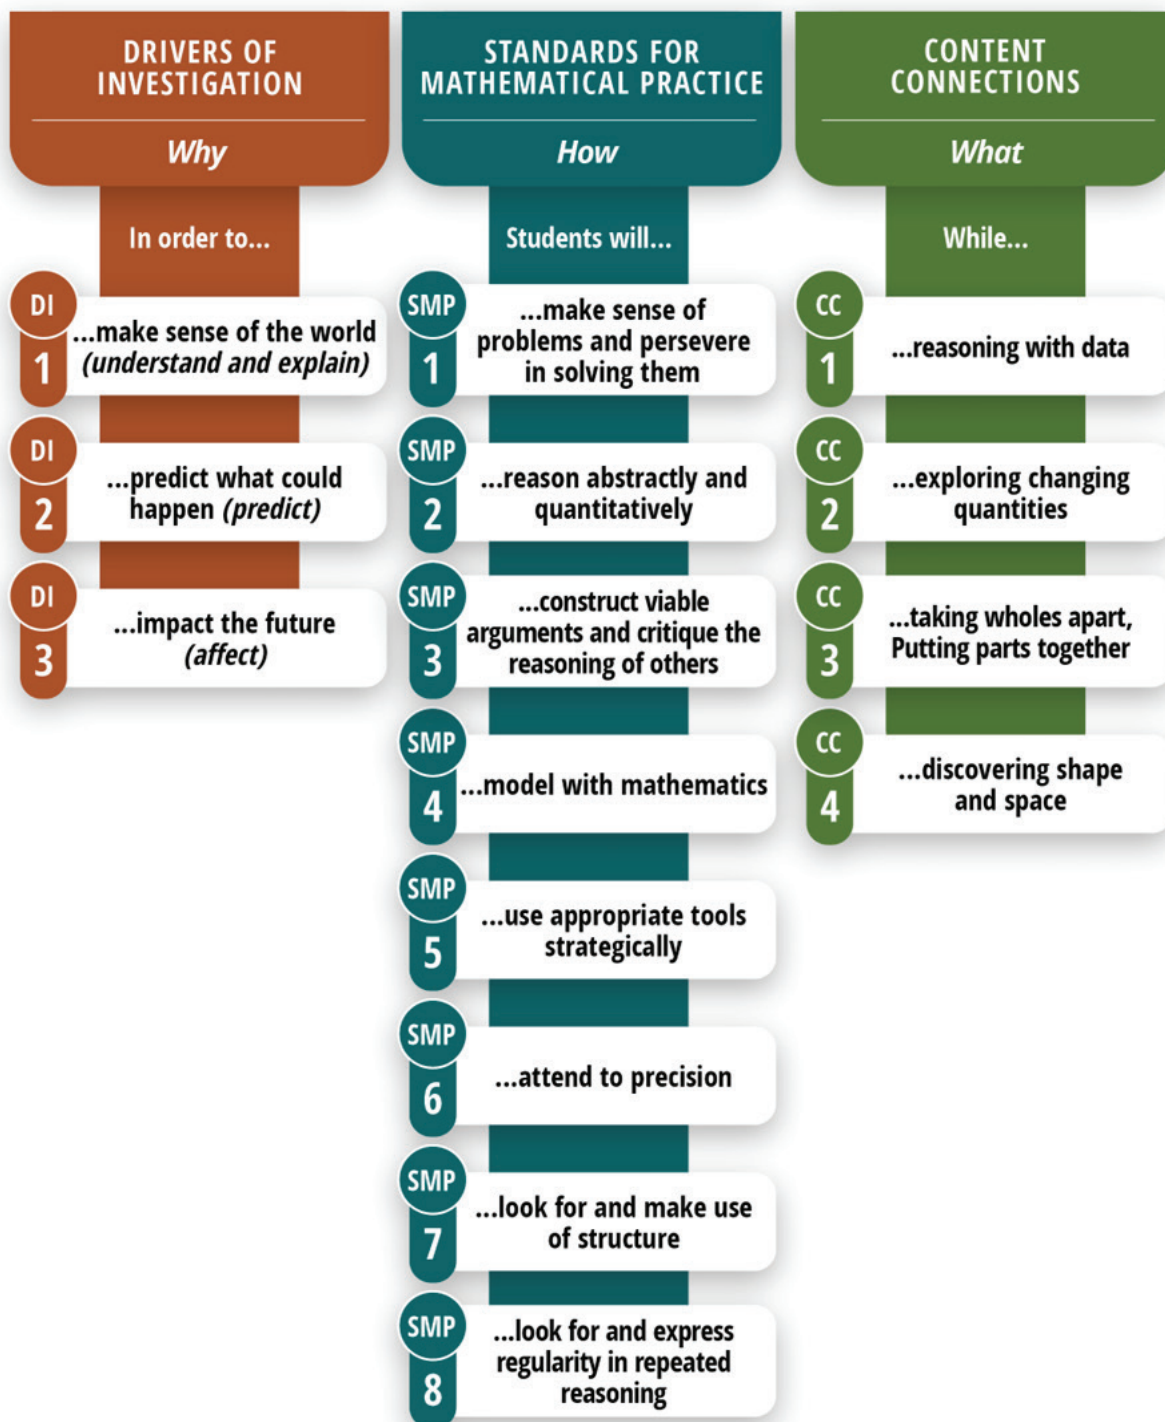 DRIVERS OF
INVESTIGATION
Why
In order to...
DI
1
...make sense of the world
(understand and explain)
DI
2
...predict what could
happen (predict)
DI
3
...impact the future
(affect)
STANDARDS FOR
MATHEMATICAL PRACTICE
How
Students will...
SMP
1
...make sense of
problems and persevere
in solving them
SMP
2
...reason abstractly and
quantitatively
SMP
3
...construct viable
arguments and critique the
reasoning of others
SMP
4
...model with mathematics
SMP
5
...use appropriate tools
strategically
SMP
6
...attend to precision
SMP
7
...look for and make use
of structure
SMP
8
...look for and express
regularity in repeated
reasoning
CONTENT
CONNECTIONS
What
While...
CC
1
...reasoning with data
CC
2
...exploring changing
quantities
CC
3
...taking wholes apart,
Putting parts together
CC
4
...discovering shape
and space